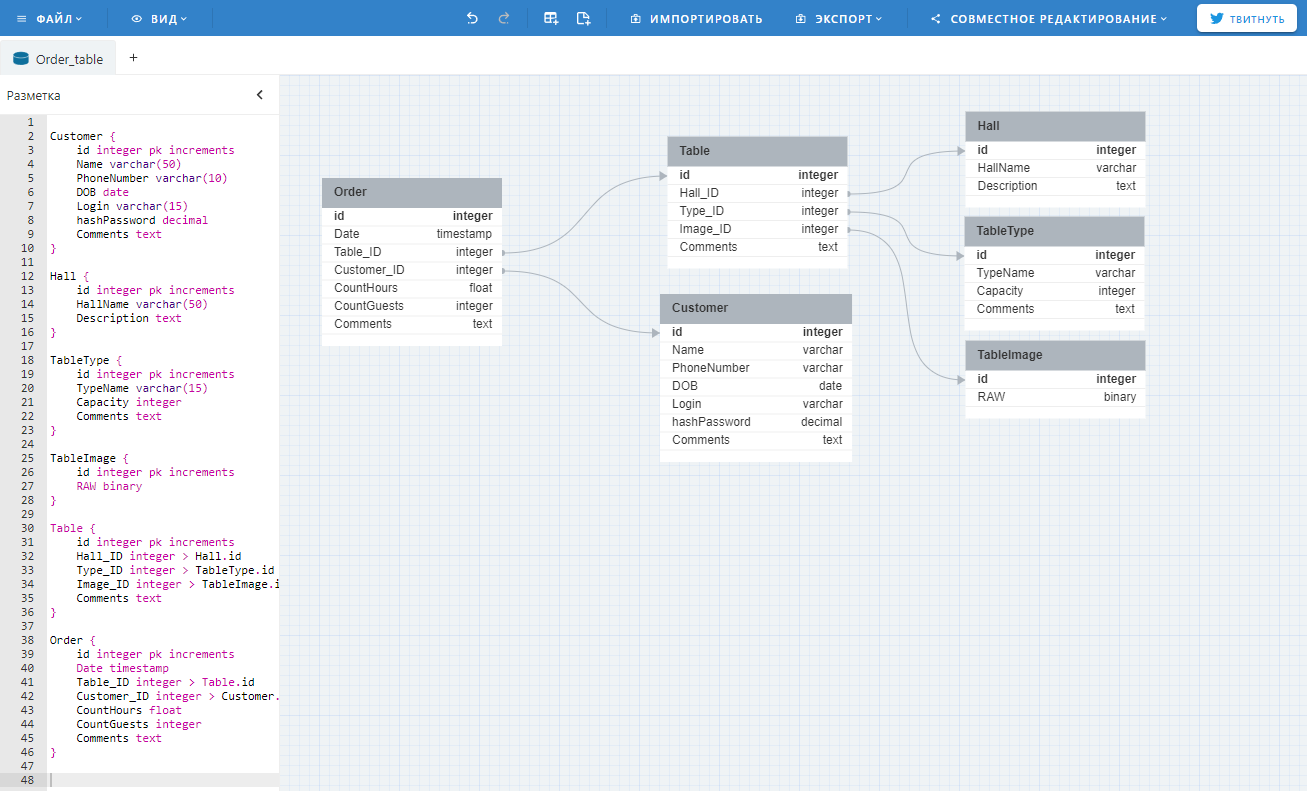 ФАЙЛ
ВИД
ИМПОРТИРОВАТЬ
ЭКСПОРТ
СОВМЕСТНОЕ РЕДАКТИРОВАНИЕ
ТВИТНУТЬ
Order_table +
Разметка
1
2 Customer {
3 id integer pk increments
4 Name varchar(50)
5 PhoneNumber varchar(10)
6 DOB date
7 Login varchar(15)
8 hashPassword decimal
9 Comments text
10 }
11
12 Hall {
13 id integer pk increments
14 HallName varchar(50)
15 Description text
16 }
17
18 TableType {
19 id integer pk increments
20 TypeName varchar(15)
21 Capacity integer
22 Comments text
23 }
24
25 TableImage {
26 id integer pk increments
27 RAW binary
28 }
29
30 Table {
31 id integer pk increments
32 Hall_ID integer > Hall.id
33 Type_ID integer > TableType.id
34 Image_ID integer > TableImage.i
35 Comments text
36 }
37
38 Order {
39 id integer pk increments
40 Date timestamp
41 Table_ID integer > Table.id
42 Customer_ID integer > Customer.
43 CountHours float
44 CountGuests integer
45 Comments text
46 }
47
48
Order
id integer
Date timestamp
Table_ID integer
Customer_ID integer
CountHours float
CountGuests integer
Comments text
Table
id integer
Hall_ID integer
Type_ID integer
Image_ID integer
Comments text
Customer
id integer
Name varchar
PhoneNumber varchar
DOB date
Login varchar
hashPassword decimal
Comments text
Hall
id integer
HallName varchar
Description text
TableType
id integer
TypeName varchar
Capacity integer
Comments text
TableImage
id integer
RAW binary